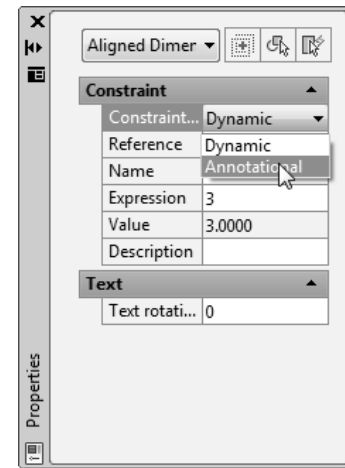 Aligned Dimer
Constraint
Constraint... Dynamic
Reference Dynamic
Name Annotational
Expression 3
Value 3.0000
Description
Text
Text rotati... 0
Properties